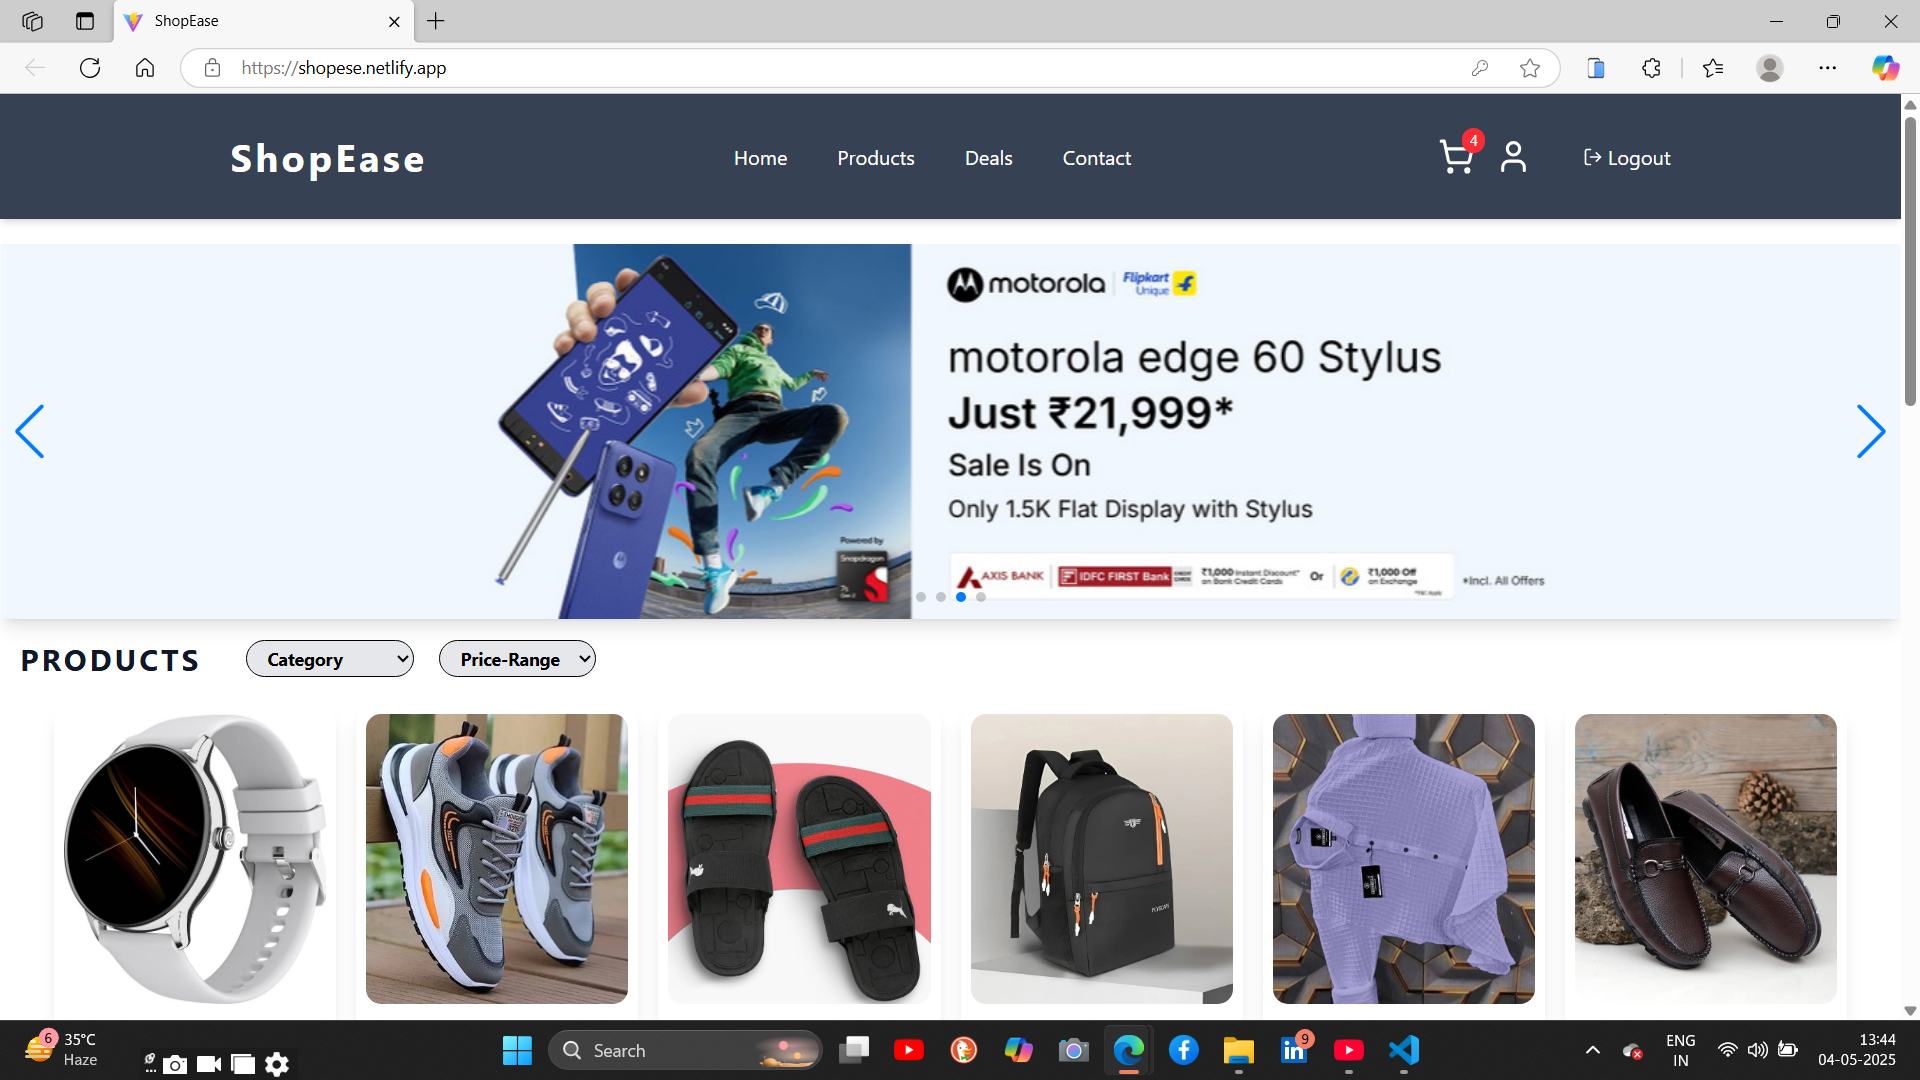 ShopEase
https://shopese.netlify.app
ShopEase
Home
Products
Deals
Contact
4
Logout
motorola
Flipkart
Unique
motorola edge 60 Stylus
Just ₹21,999*
Sale Is On
Only 1.5K Flat Display with Stylus
Powered by
Snapdragon
AXIS BANK
IDFC FIRST Bank
₹1,000 Instant Discount*
on Bank Credit Cards
Or
₹1,000 Off
on Exchange
*Incl. All Offers
PRODUCTS
Category
Price-Range
6
35°C
Haze
Search
9
ENG
IN
13:44
04-05-2025